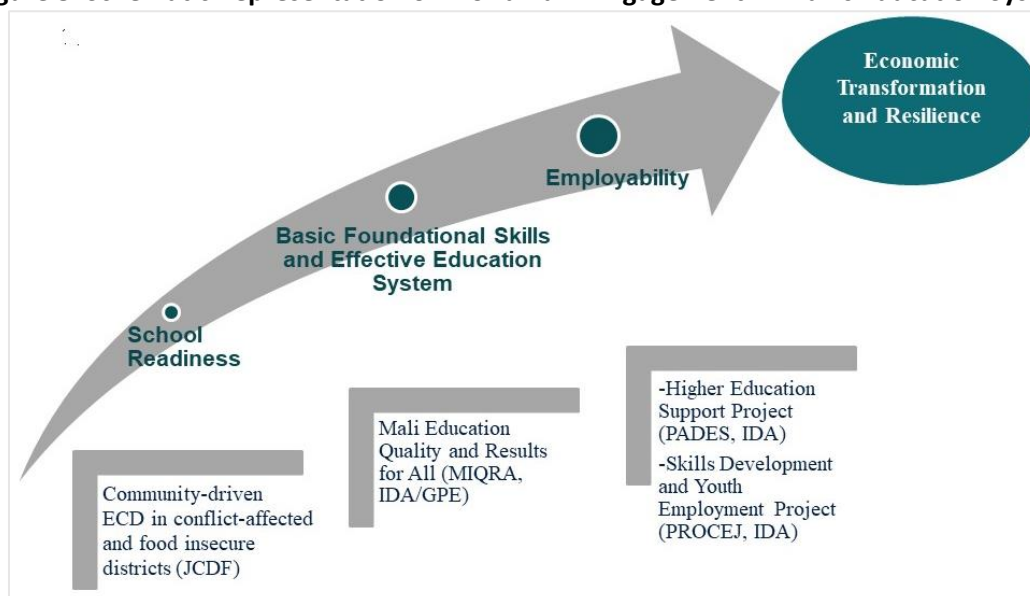 Economic
Transformation
and Resilience
Employability
Basic Foundational Skills
and Effective Education
System
School
Readiness
Community-driven
ECD in conflict-affected
and food insecure
districts (JCDF)
Mali Education
Quality and Results
for All (MIQRA,
IDA/GPE)
-Higher Education
Support Project
(PADES, IDA)
-Skills Development
and Youth
Employment Project
(PROCEJ, IDA)